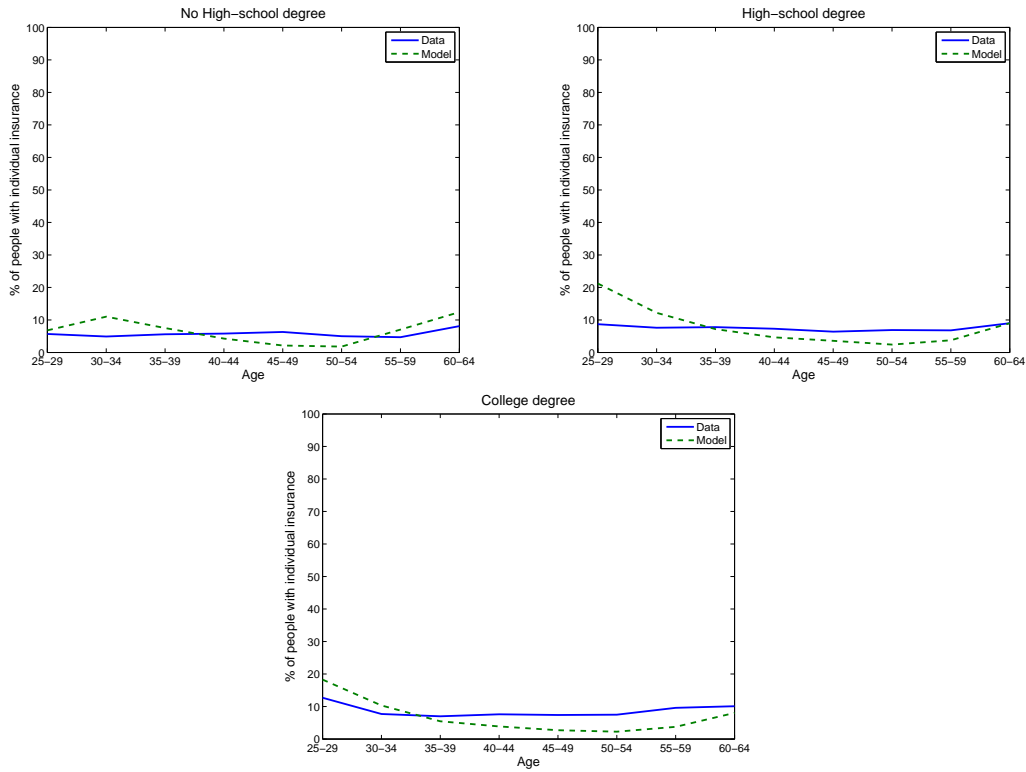 No High−school degree
100
90
80
70
60
50
40
30
20
10
0
% of people with individual insurance
25−29 30−34 35−39 40−44 45−49 50−54 55−59 60−64
Age
Data
Model
High−school degree
100
90
80
70
60
50
40
30
20
10
0
% of people with individual insurance
25−29 30−34 35−39 40−44 45−49 50−54 55−59 60−64
Age
Data
Model
College degree
100
90
80
70
60
50
40
30
20
10
0
% of people with individual insurance
25−29 30−34 35−39 40−44 45−49 50−54 55−59 60−64
Age
Data
Model